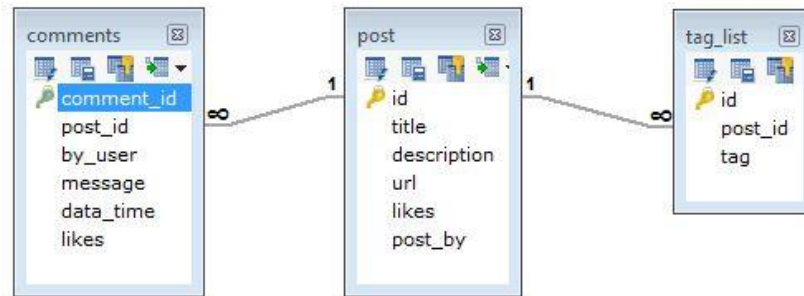 comments
comment_id
post_id
by_user
message
data_time
likes
∞
1
post
id
title
description
url
likes
post_by
1
∞
tag_list
id
post_id
tag